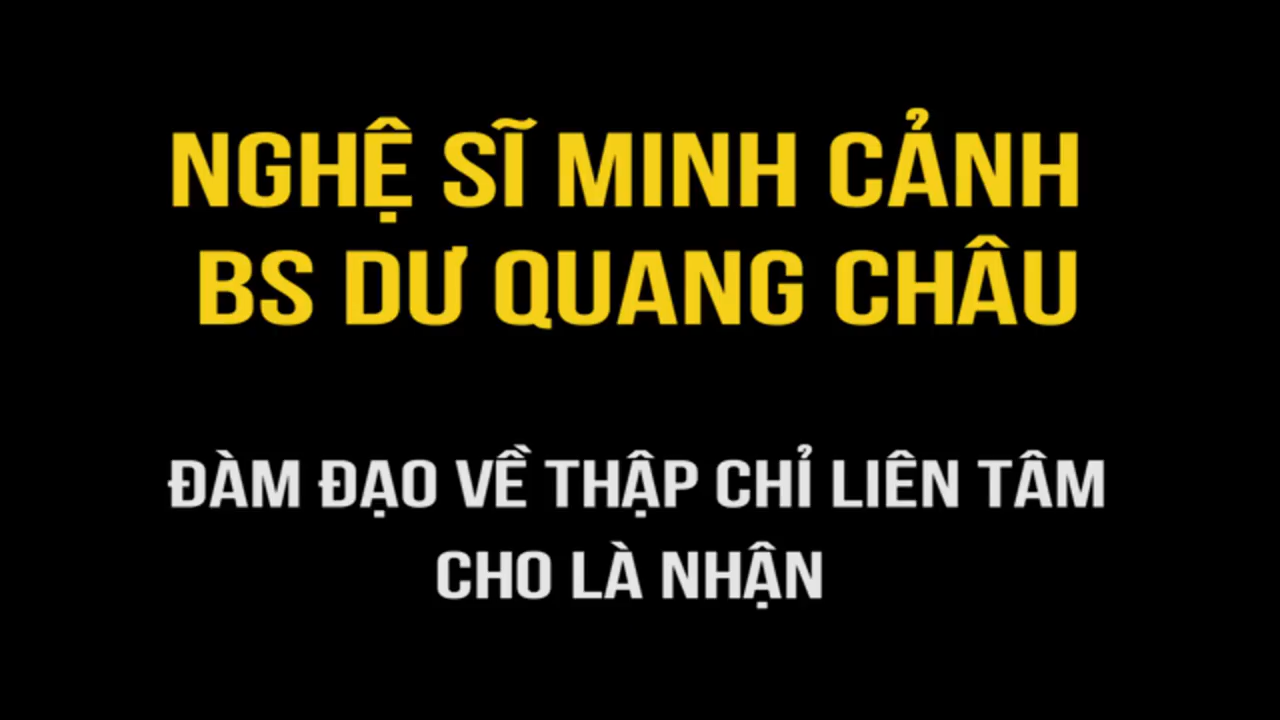 NGHỆ SĨ MINH CẢNH
BS DƯ QUANG CHÂU
ĐÀM ĐẠO VỀ THẬP CHỈ LIÊN TÂM
CHO LÀ NHẬN